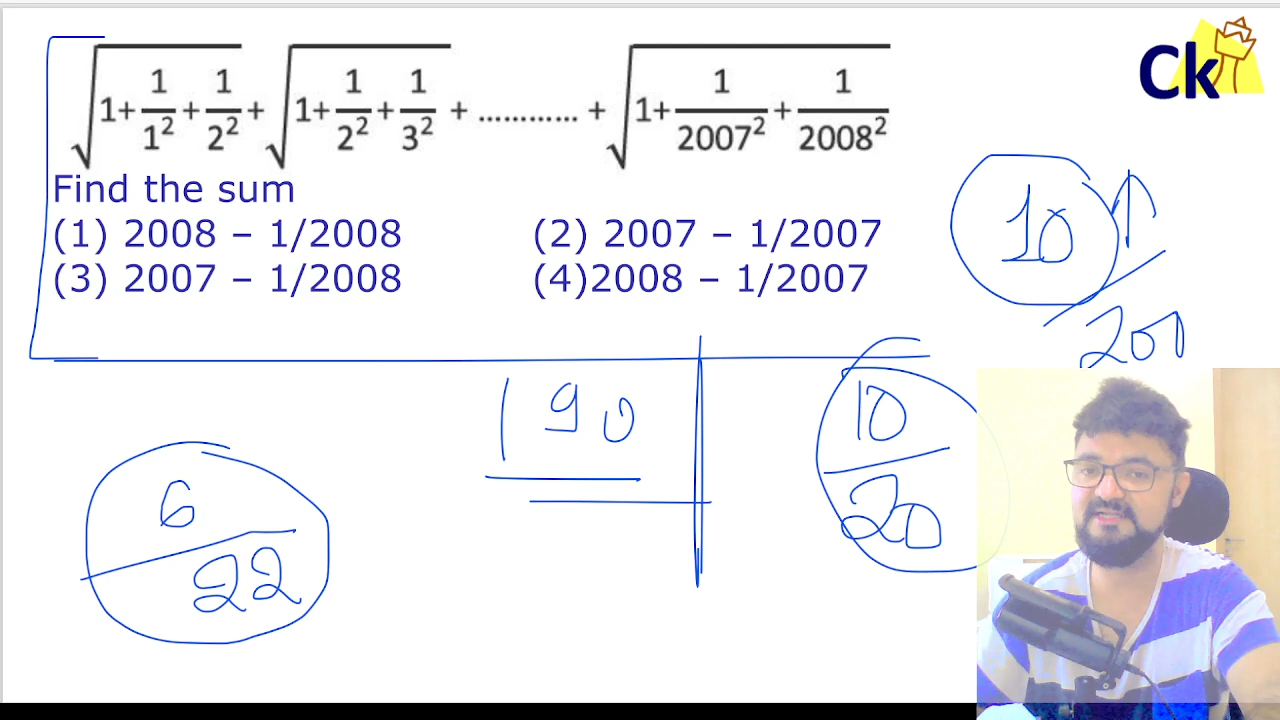 √1+1/1²+1/2² + √1+1/2²+1/3² + ............ + √1+1/2007²+1/2008²
Find the sum
(1) 2008 – 1/2008 (2) 2007 – 1/2007
(3) 2007 – 1/2008 (4)2008 – 1/2007
Ck
10
200
190
10
20
6
22